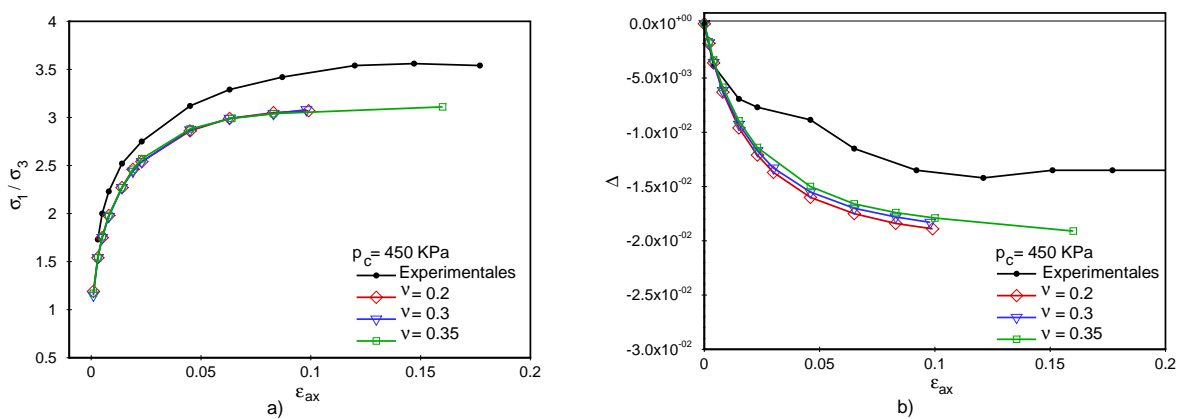 4
3.5
3
2.5
2
1.5
1
0.5
σ1 / σ3
0
0.05
0.1
0.15
0.2
εax
a)
pc = 450 KPa
Experimentales
ν = 0.2
ν = 0.3
ν = 0.35
0.0x10+00
-5.0x10-03
-1.0x10-02
-1.5x10-02
-2.0x10-02
-2.5x10-02
-3.0x10-02
Δ
0
0.05
0.1
0.15
0.2
εax
b)
pc = 450 KPa
Experimentales
ν = 0.2
ν = 0.3
ν = 0.35